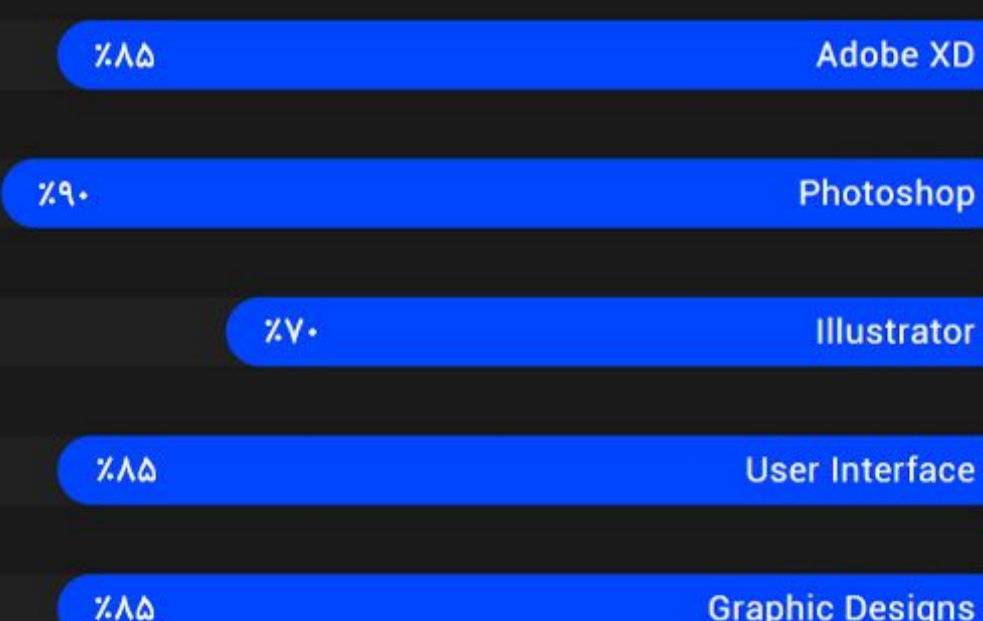 Adobe XD ٪۸۵
Photoshop ٪۹۰
Illustrator ٪۷۰
User Interface ٪۸۵
Graphic Designs ٪۸۵